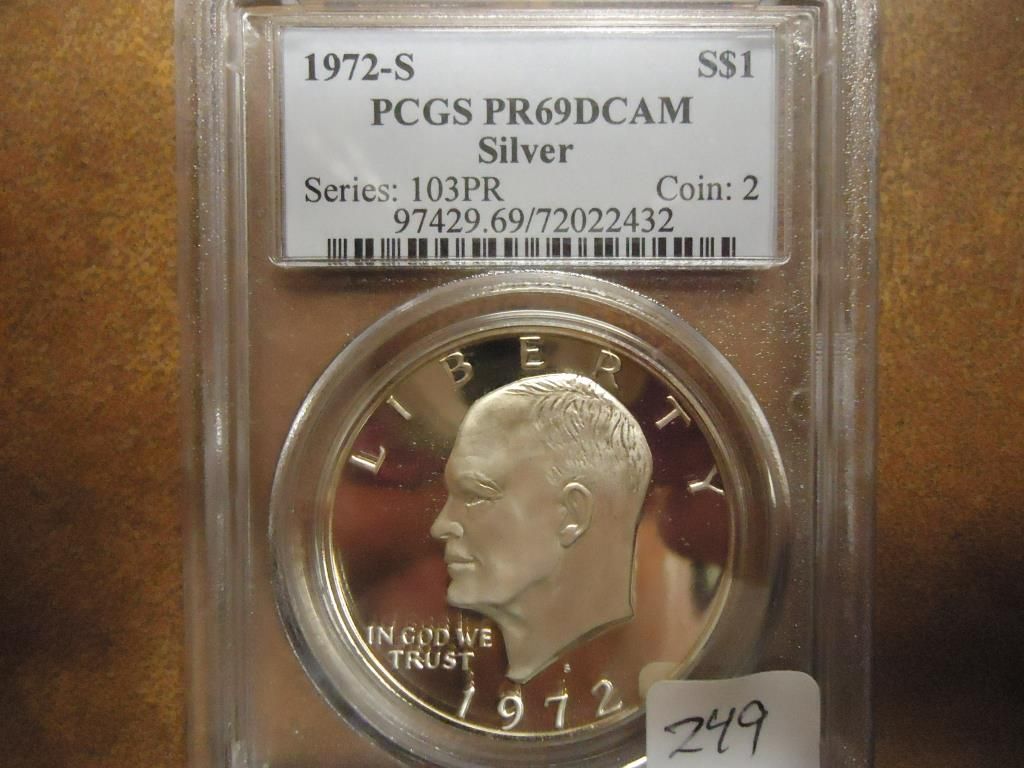 1972-S S$1
PCGS PR69DCAM
Silver
Series: 103PR Coin: 2
97429.69/72022432
LIBERTY
IN GOD WE
TRUST
S
1972
249